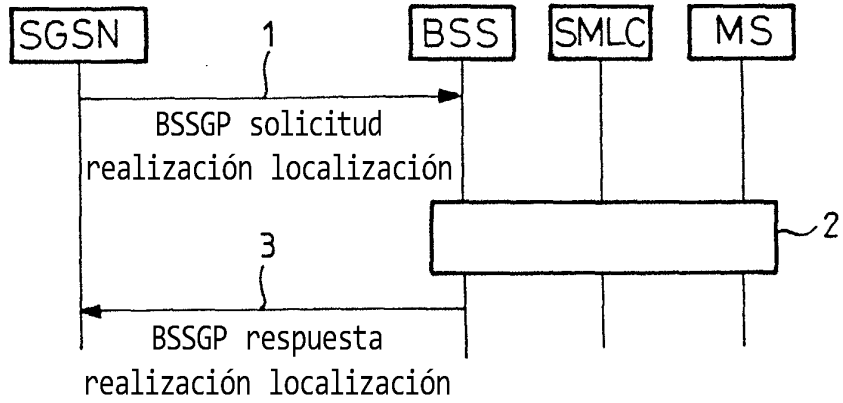 SGSN
BSS
SMLC
MS
1
BSSGP solicitud
realización localización
2
3
BSSGP respuesta
realización localización